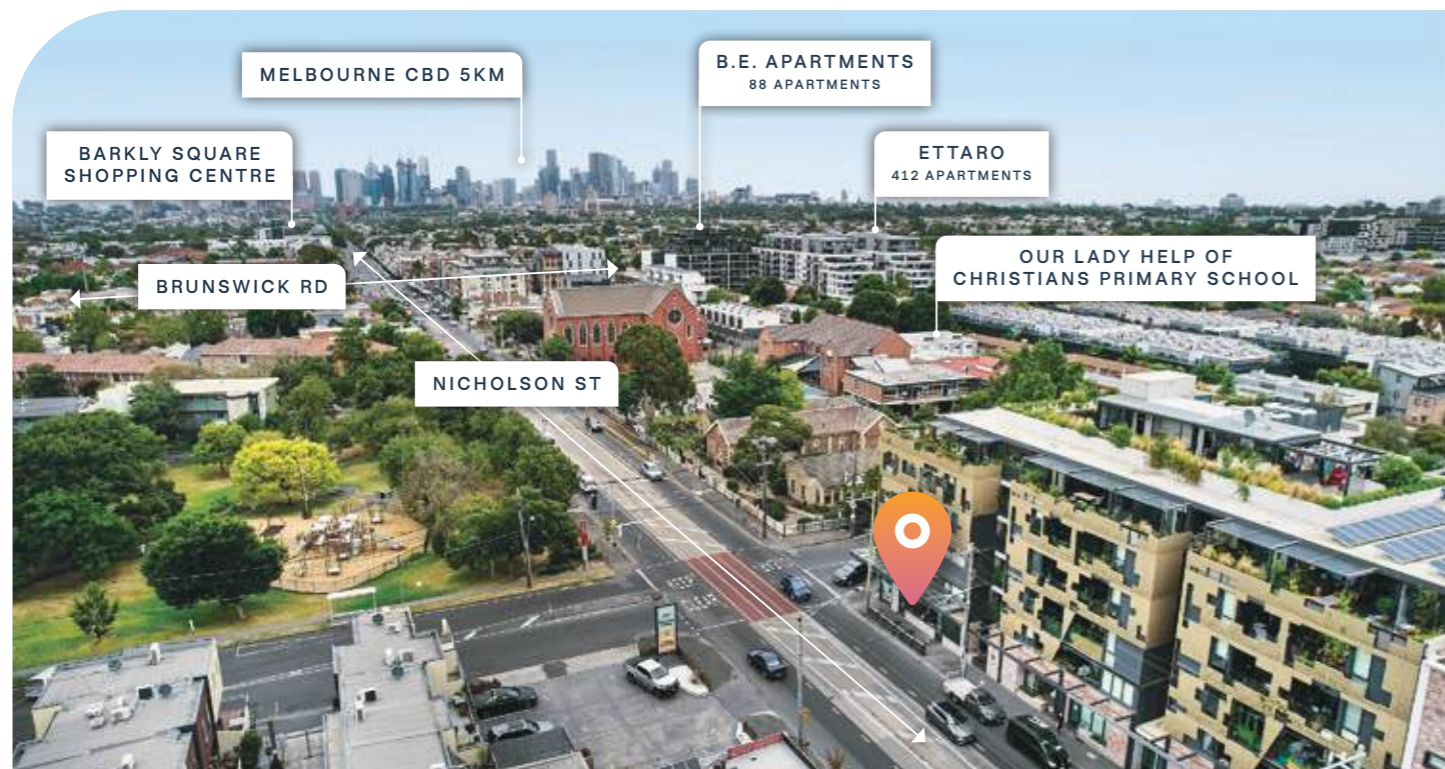 MELBOURNE CBD 5KM
B.E. APARTMENTS
88 APARTMENTS
BARKLY SQUARE
SHOPPING CENTRE
ETTARO
412 APARTMENTS
OUR LADY HELP OF
CHRISTIANS PRIMARY SCHOOL
BRUNSWICK RD
NICHOLSON ST